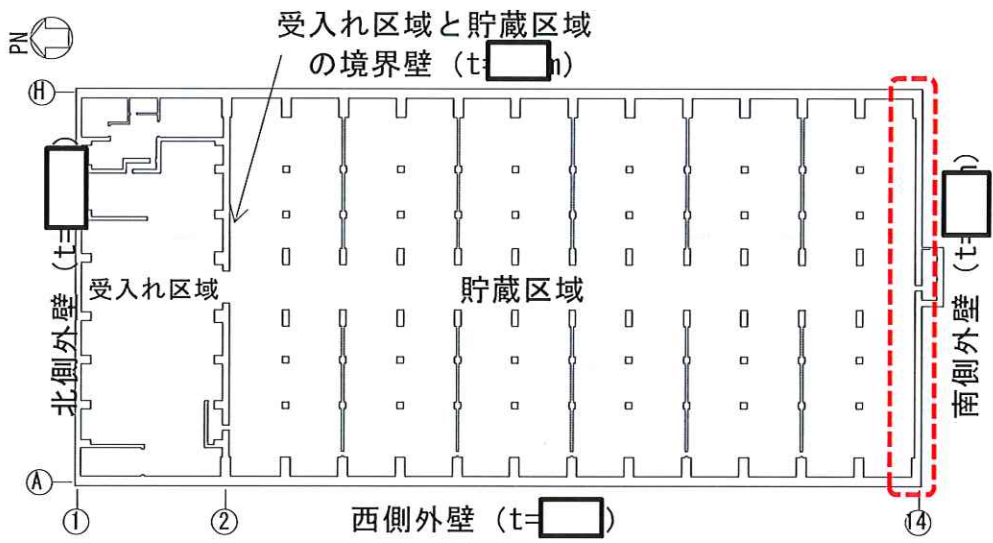 PN
受入れ区域と貯蔵区域
の境界壁 (t= m)
H
北側外壁 (t= )
受入れ区域
貯蔵区域
南側外壁 (t= )
A
1
2
西側外壁 (t= )
14